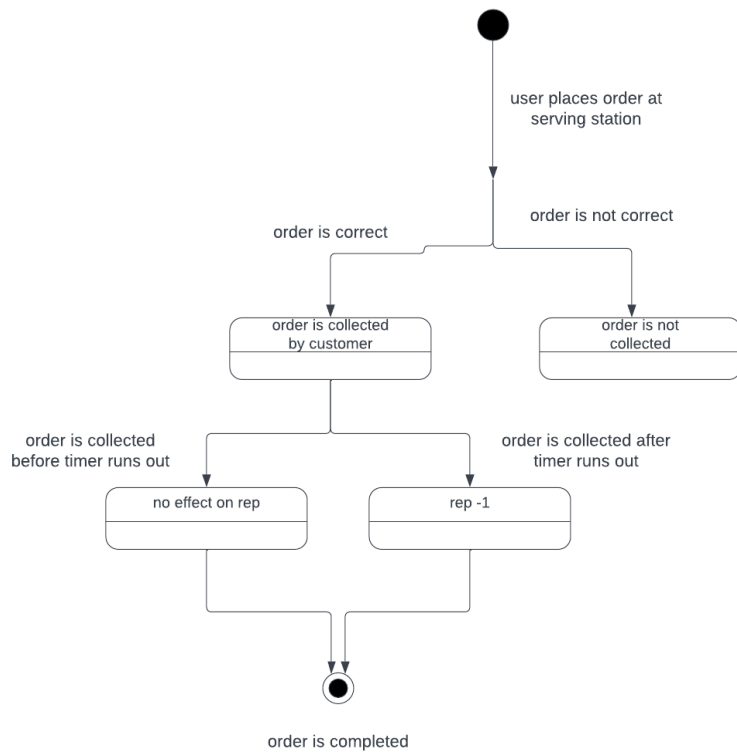 user places order at
serving station
order is correct
order is not correct
order is collected
by customer
order is not
collected
order is collected
before timer runs out
order is collected after
timer runs out
no effect on rep
rep -1
order is completed